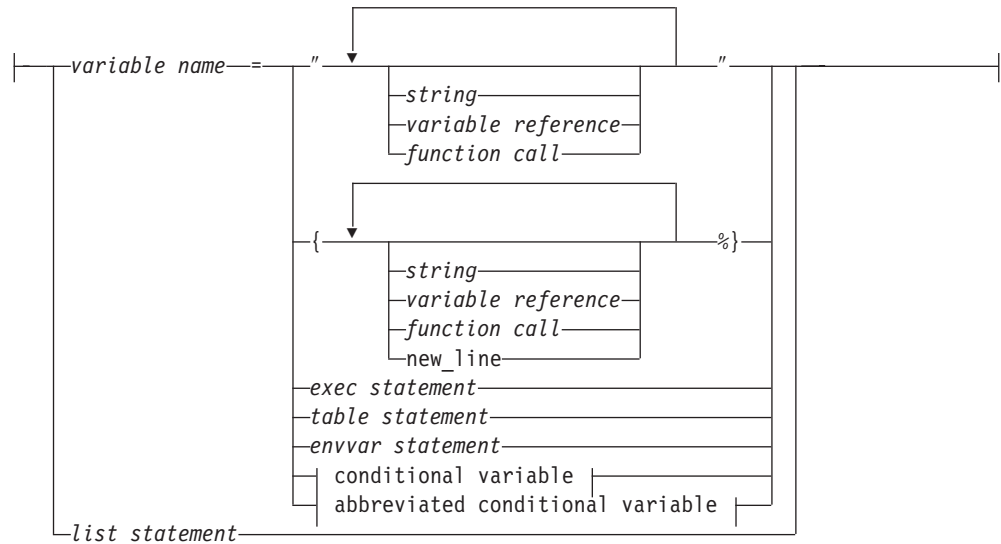 variable name = " "
string
variable reference
function call
{ %}
string
variable reference
function call
new_line
exec statement
table statement
envvar statement
conditional variable
abbreviated conditional variable
list statement